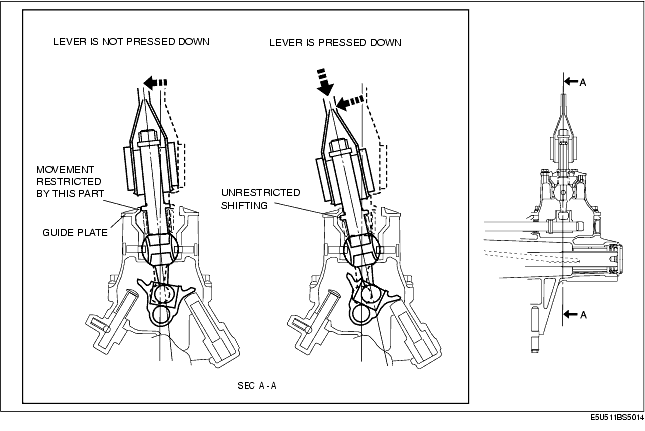 LEVER IS NOT PRESSED DOWN
LEVER IS PRESSED DOWN
A
MOVEMENT
RESTRICTED
BY THIS PART
UNRESTRICTED
SHIFTING
GUIDE PLATE
A
SEC A-A
E5U511BS5014